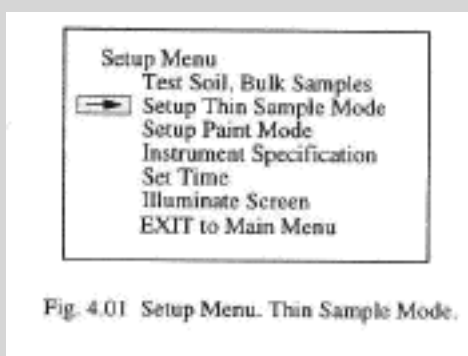 Setup Menu
Test Soil, Bulk Samples
Setup Thin Sample Mode
Setup Paint Mode
Instrument Specification
Set Time
Illuminate Screen
EXIT to Main Menu
Fig. 4.01 Setup Menu. Thin Sample Mode.